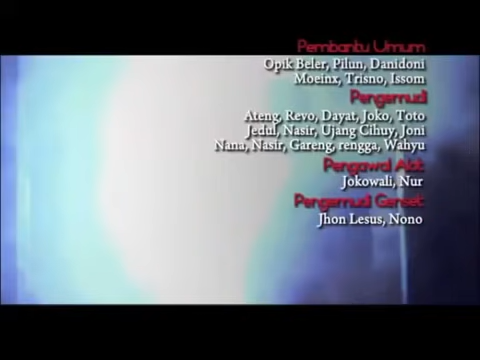 Pembantu Umum
Opik Beler, Pilun, Danidoni
Moeinx, Trisno, Issom
Pengemudi
Ateng, Revo, Dayat, Joko, Toto
Jedul, Nasir, Ujang Cihuy, Joni
Nana, Nasir, Gareng, rengga, Wahyu
Pengawal Alat
Jokowali, Nur
Pengemudi Genset
Jhon Lesus, Nono